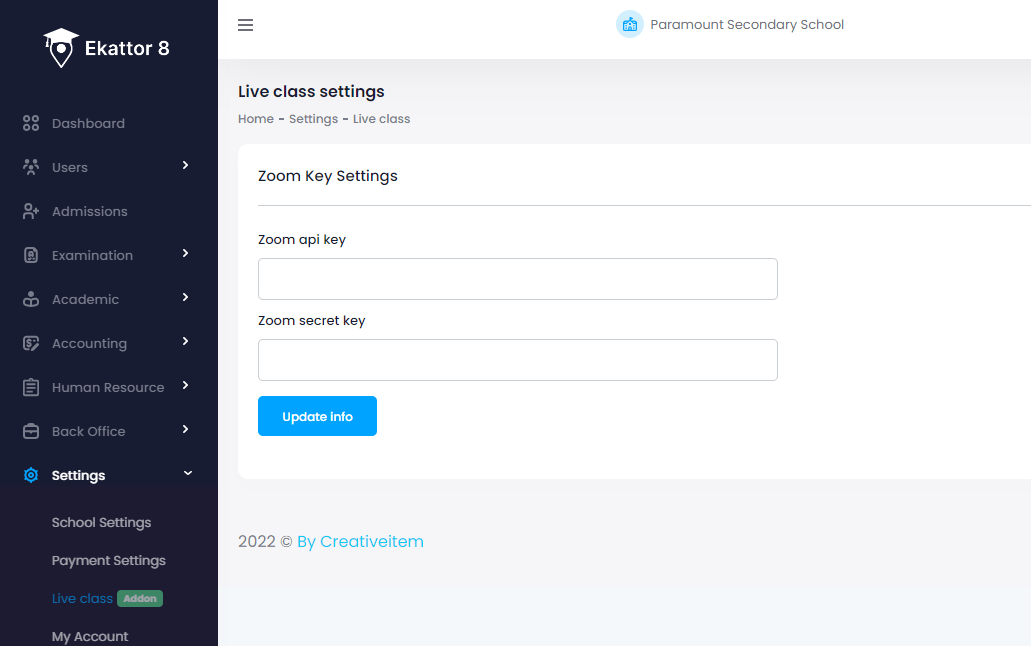 Ekattor 8
Paramount Secondary School
Live class settings
Home - Settings - Live class
Dashboard
Users
Admissions
Examination
Academic
Accounting
Human Resource
Back Office
Settings
School Settings
Payment Settings
Live class Addon
My Account
Zoom Key Settings
Zoom api key
Zoom secret key
Update info
2022 © By Creativeitem